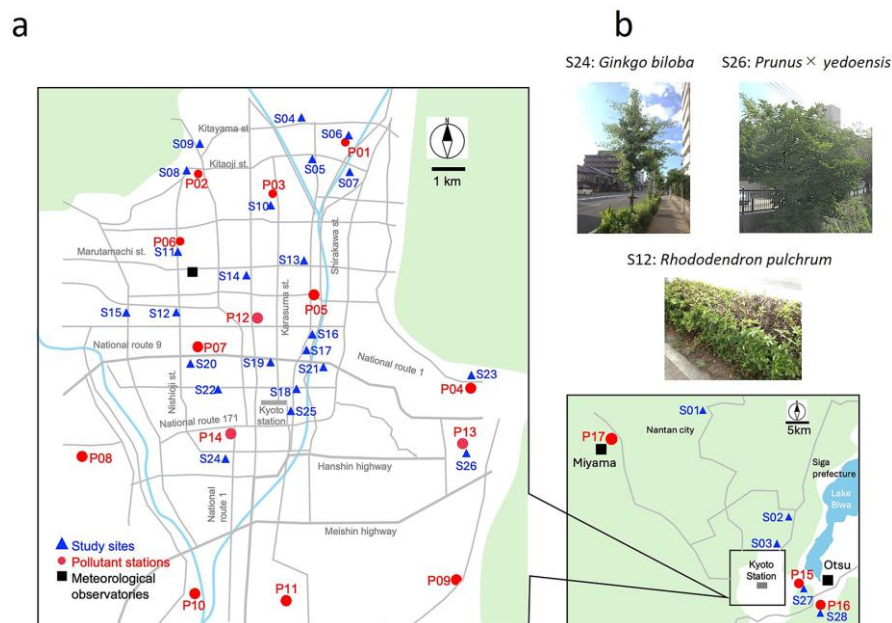 a
b
S24: Ginkgo biloba
S26: Prunus × yedoensis
S12: Rhododendron pulchrum
S04
Kitayama st.
S06
P01
S09
Kitaoji st.
S05
S08
P02
P03
S07
S10
N
1 km
P06
S11
Marutamachi st.
S13
S14
Shirakawa st.
Karasuma st.
P05
S15
S12
P12
S16
National route 9
P07
S17
S20
S19
S21
National route 1
S23
P04
Nishioji st.
S22
S18
Kyoto station
S25
National route 171
P14
P13
P08
S24
Hanshin highway
S26
National route 1
Meishin highway
Study sites
Pollutant stations
Meteorological observatories
P09
P10
P11
S01
Nantan city
5km
P17
Miyama
Siga prefecture
Lake Biwa
S02
S03
Kyoto Station
P15
Otsu
S27
P16
S28